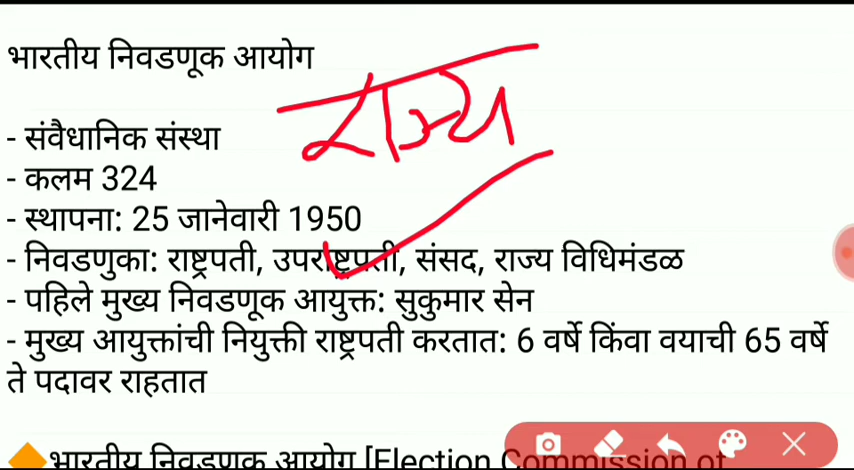 भारतीय निवडणूक आयोग
राज्य
- संवैधानिक संस्था
- कलम 324
- स्थापना: 25 जानेवारी 1950
- निवडणुका: राष्ट्रपती, उपराष्ट्रपती, संसद, राज्य विधिमंडळ
- पहिले मुख्य निवडणूक आयुक्त: सुकुमार सेन
- मुख्य आयुक्तांची नियुक्ती राष्ट्रपती करतात: 6 वर्षे किंवा वयाची 65 वर्षे
ते पदावर राहतात
भारतीय निवडणूक आयोग [Election Commission of